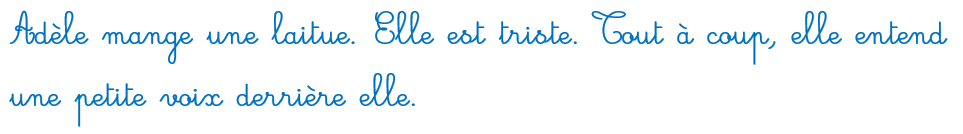 Adèle mange une laitue. Elle est triste. Tout à coup, elle entend
une petite voix derrière elle.